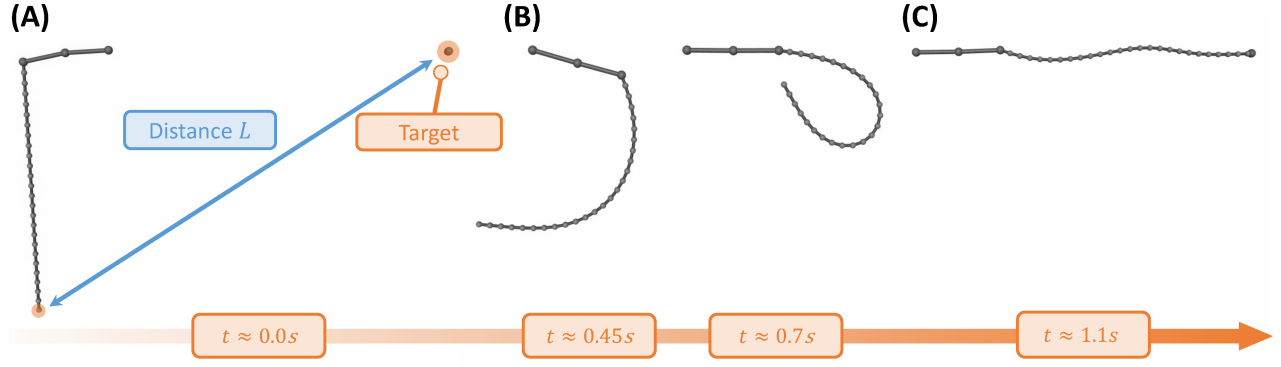 (A)
(B)
(C)
Distance L
Target
t ≈ 0.0s
t ≈ 0.45s
t ≈ 0.7s
t ≈ 1.1s